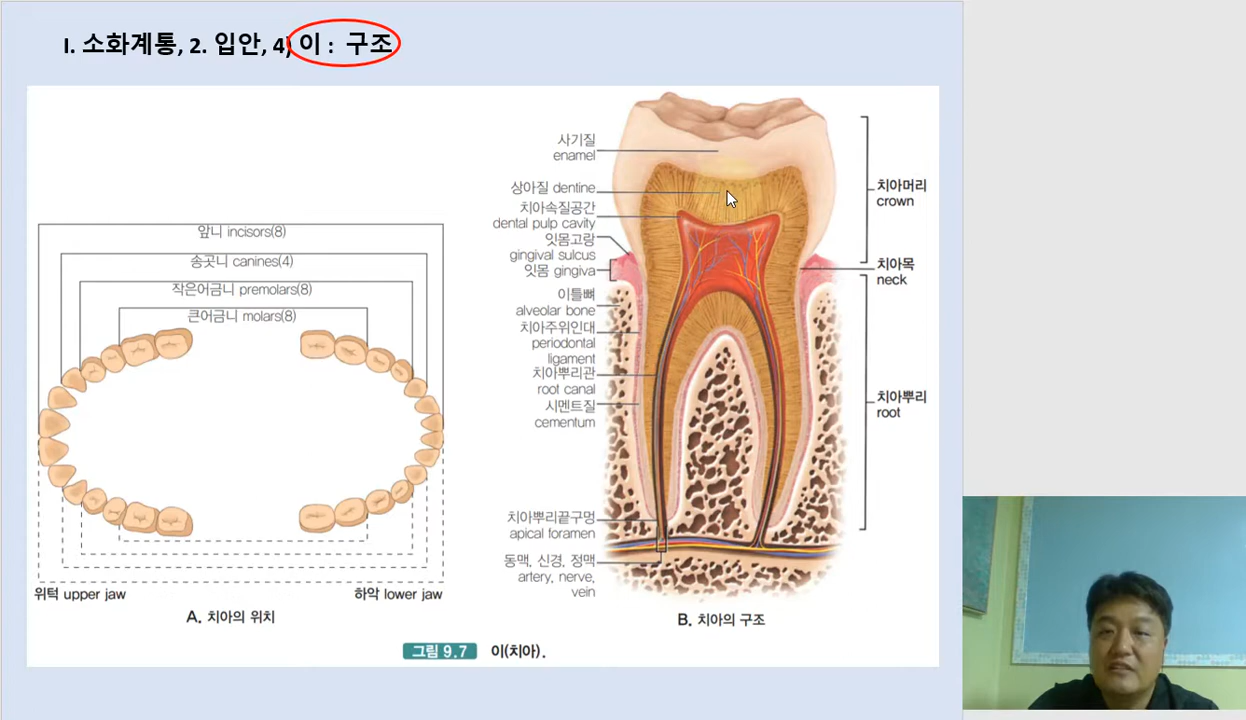 I. 소화계통, 2. 입안, 4) 이 : 구조
앞니 incisors(8)
송곳니 canines(4)
작은어금니 premolars(8)
큰어금니 molars(8)
위턱 upper jaw
하악 lower jaw
A. 치아의 위치
사기질
enamel
상아질 dentine
치아속질공간
dental pulp cavity
잇몸고랑
gingival sulcus
잇몸 gingiva
이틀뼈
alveolar bone
치아주위인대
periodontal
ligament
치아뿌리관
root canal
시멘트질
cementum
치아뿌리끝구멍
apical foramen
동맥, 신경, 정맥
artery, nerve,
vein
치아머리
crown
치아목
neck
치아뿌리
root
B. 치아의 구조
그림 9.7 이(치아).